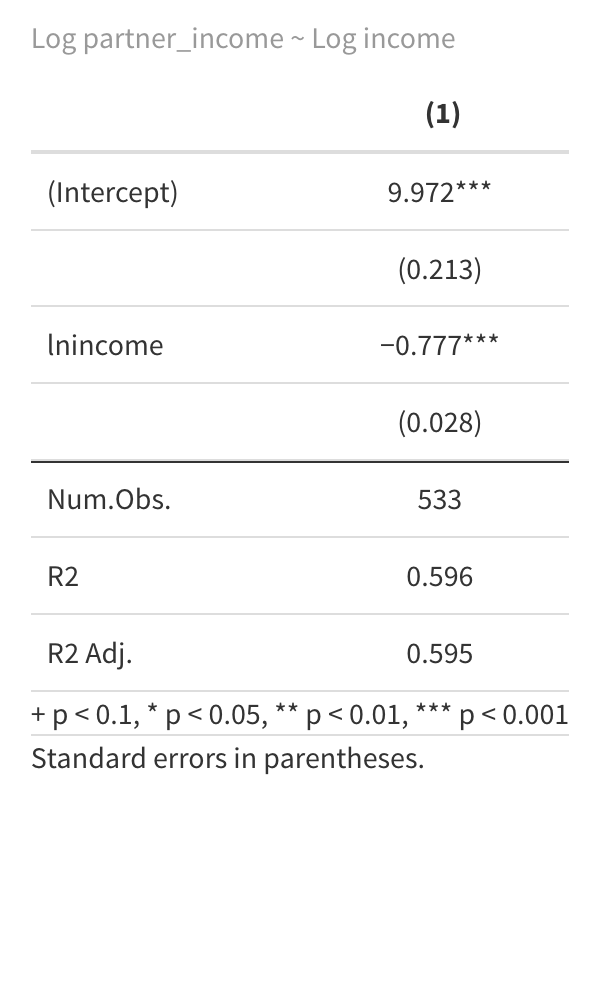 Log partner_income ~ Log income
(1)
(Intercept) 9.972***
(0.213)
lnincome −0.777***
(0.028)
Num.Obs. 533
R2 0.596
R2 Adj. 0.595
+ p < 0.1, * p < 0.05, ** p < 0.01, *** p < 0.001
Standard errors in parentheses.